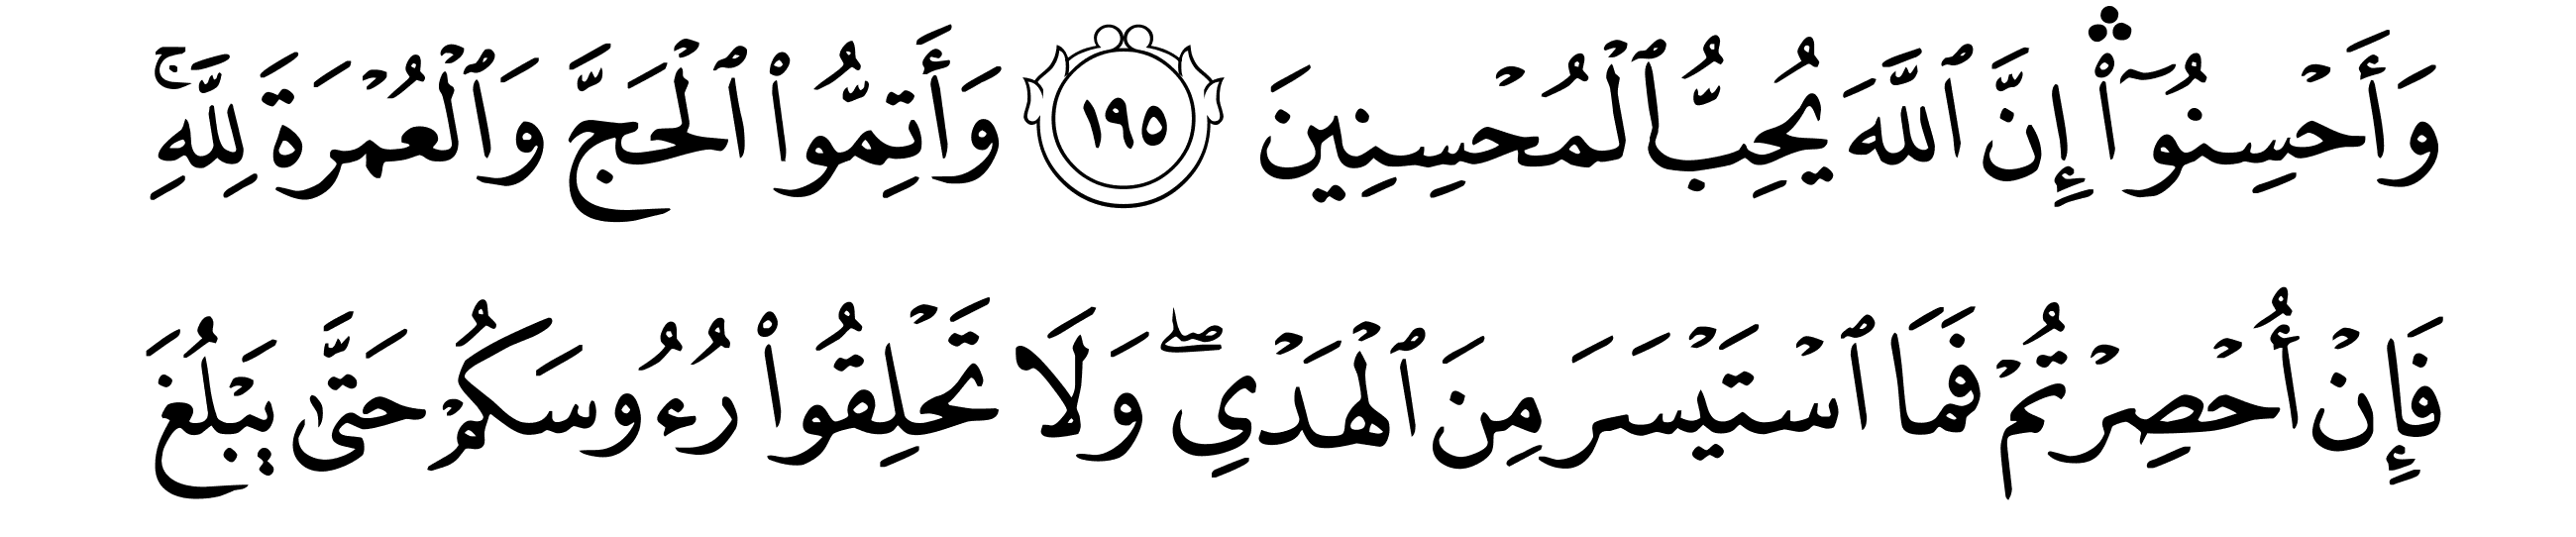 وَأَحۡسِنُوٓاْۛ إِنَّ ٱللَّهَ يُحِبُّ ٱلۡمُحۡسِنِينَ ١٩٥ وَأَتِمُّواْ ٱلۡحَجَّ وَٱلۡعُمۡرَةَ لِلَّهِۚ
فَإِنۡ أُحۡصِرۡتُمۡ فَمَا ٱسۡتَيۡسَرَ مِنَ ٱلۡهَدۡيِۖ وَلَا تَحۡلِقُواْ رُءُوسَكُمۡ حَتَّىٰ يَبۡلُغَ